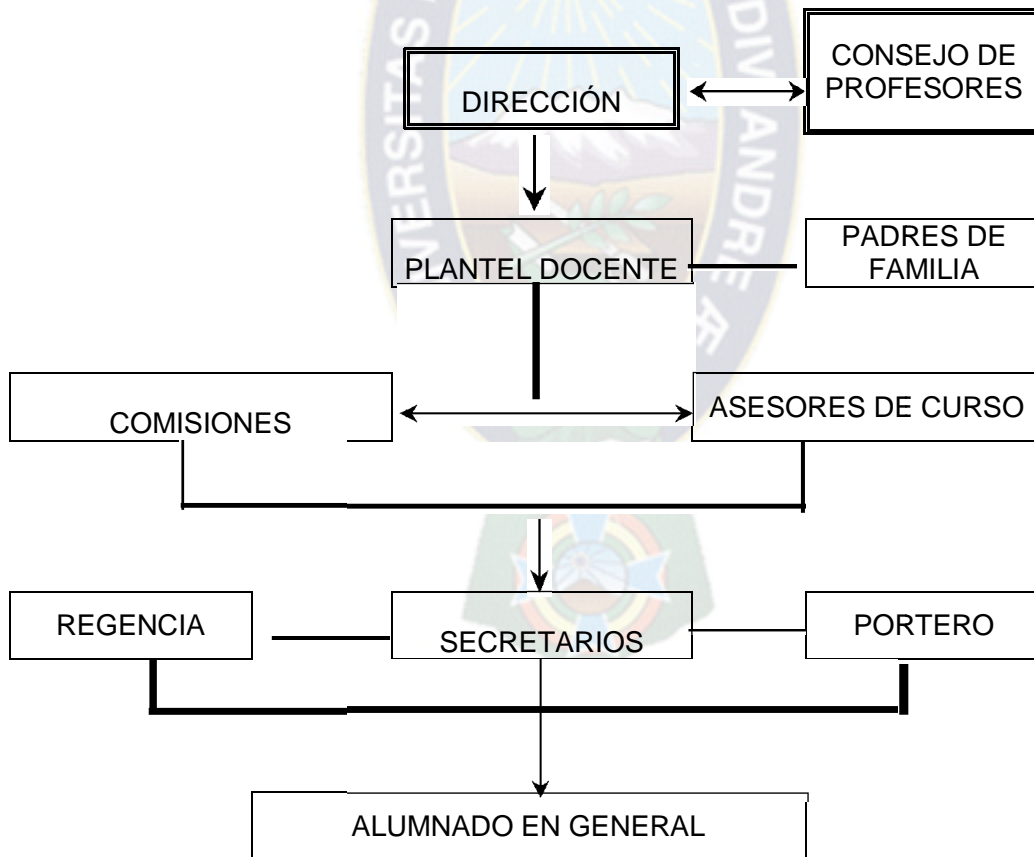 CONSEJO DE
PROFESORES
DIRECCIÓN
PLANTEL DOCENTE
PADRES DE
FAMILIA
COMISIONES
ASESORES DE CURSO
REGENCIA
SECRETARIOS
PORTERO
ALUMNADO EN GENERAL